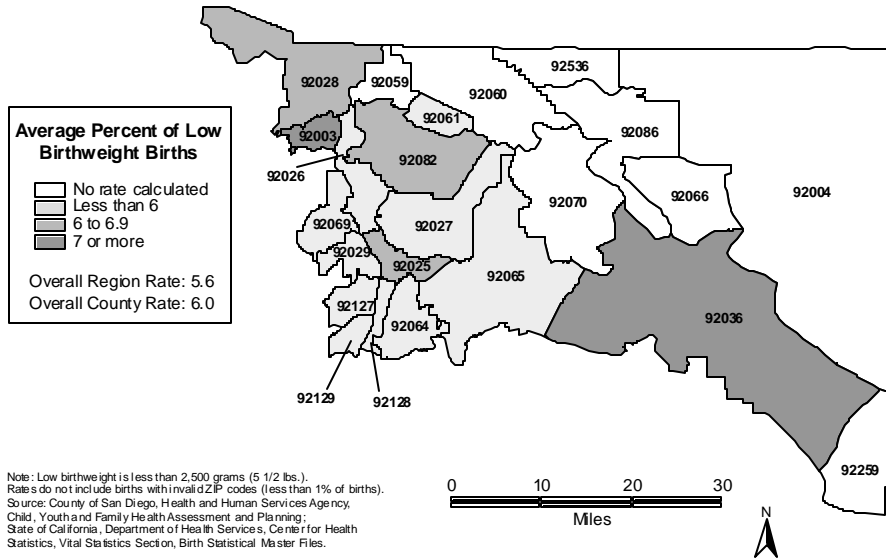 92028
92059
92060
92536
92061
92003
92086
92082
92026
92066
92004
92070
92027
92069
92029
92025
92065
92127
92064
92036
92129
92128
92259
Average Percent of Low
Birthweight Births
No rate calculated
Less than 6
6 to 6.9
7 or more
Overall Region Rate: 5.6
Overall County Rate: 6.0
Note: Low birthweight is less than 2,500 grams (5 1/2 lbs.).
Rates do not include births with invalid ZIP codes (less than 1% of births).
Source: County of San Diego, Health and Human Services Agency,
Child, Youth and Family Health Assessment and Planning;
State of California, Department of Health Services, Center for Health
Statistics, Vital Statistics Section, Birth Statistical Master Files.
0 10 20 30
Miles
N